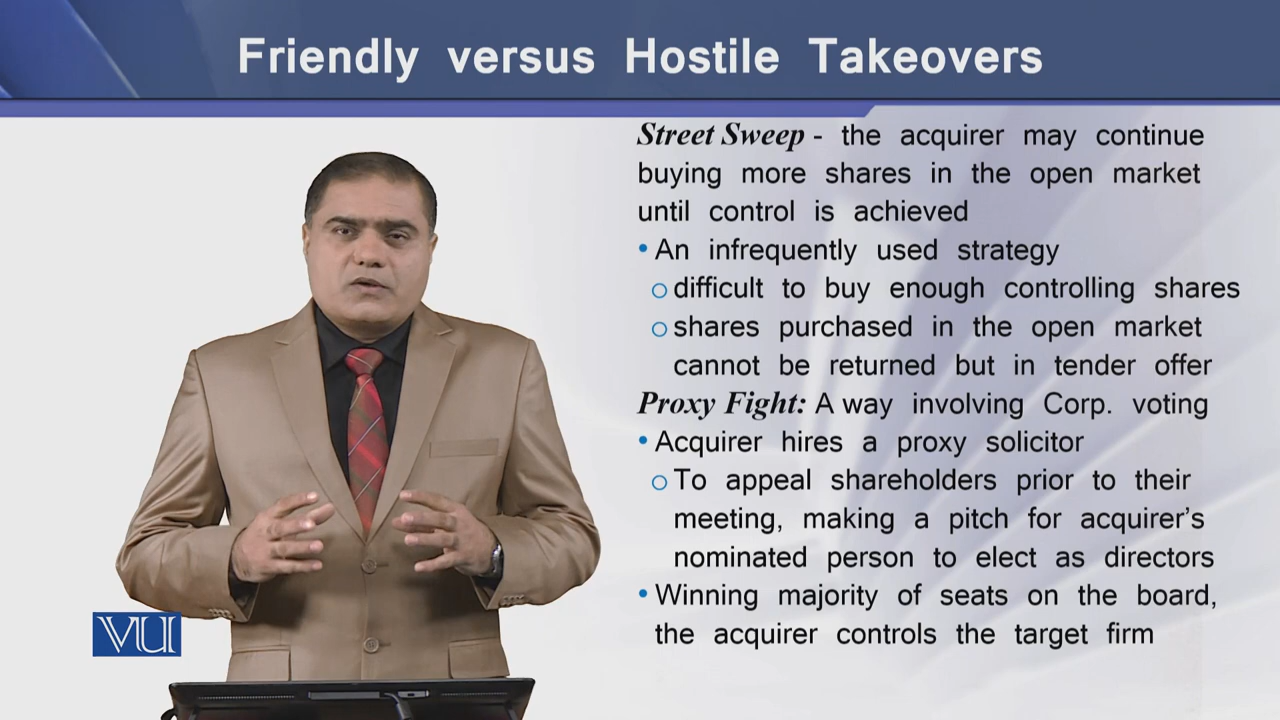 Friendly versus Hostile Takeovers
Street Sweep - the acquirer may continue
buying more shares in the open market
until control is achieved
• An infrequently used strategy
○ difficult to buy enough controlling shares
○ shares purchased in the open market
cannot be returned but in tender offer
Proxy Fight: A way involving Corp. voting
• Acquirer hires a proxy solicitor
○ To appeal shareholders prior to their
meeting, making a pitch for acquirer's
nominated person to elect as directors
• Winning majority of seats on the board,
the acquirer controls the target firm
VU